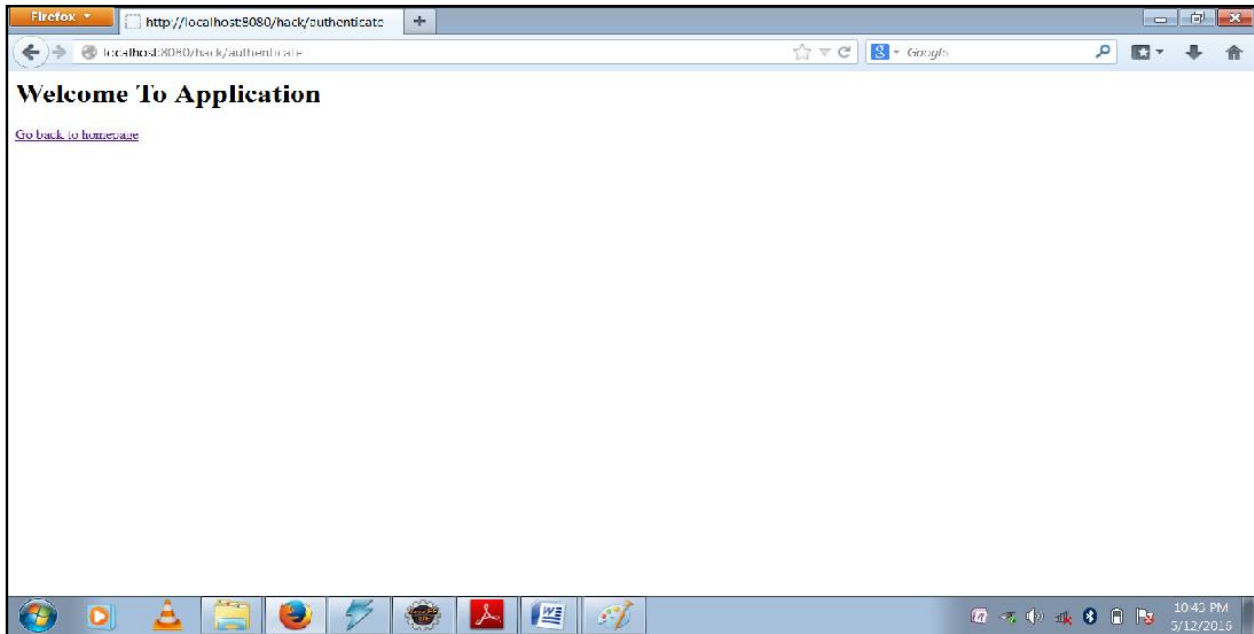 Firefox
http://localhost:8080/hack/authenticate
localhost:8080/hack/authenticate
Google
Welcome To Application
Go back to homepage
10:43 PM
5/12/2016